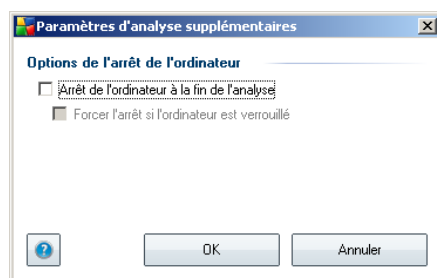 Paramètres d'analyse supplémentaires
Options de l'arrêt de l'ordinateur
Arrêt de l'ordinateur à la fin de l'analyse
Forcer l'arrêt si l'ordinateur est verrouillé
?
OK
Annuler